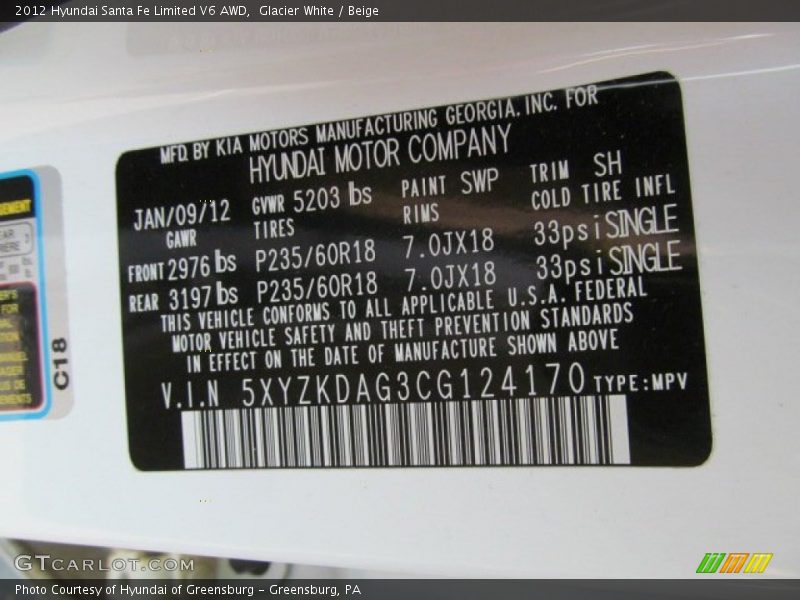 2012 Hyundai Santa Fe Limited V6 AWD,  Glacier White / Beige
MFD. BY KIA MOTORS MANUFACTURING GEORGIA, INC. FOR
HYUNDAI MOTOR COMPANY
JAN/09/12 GVWR 5203 lbs PAINT SWP TRIM SH
GAWR TIRES RIMS COLD TIRE INFL
FRONT 2976 lbs P235/60R18 7.0JX18 33psi SINGLE
REAR 3197 lbs P235/60R18 7.0JX18 33psi SINGLE
THIS VEHICLE CONFORMS TO ALL APPLICABLE U.S.A. FEDERAL
MOTOR VEHICLE SAFETY AND THEFT PREVENTION STANDARDS
IN EFFECT ON THE DATE OF MANUFACTURE SHOWN ABOVE
V.I.N 5XYZKDAG3CG124170 TYPE:MPV
C18
GTCARLOT.COM
Photo Courtesy of Hyundai of Greensburg - Greensburg, PA